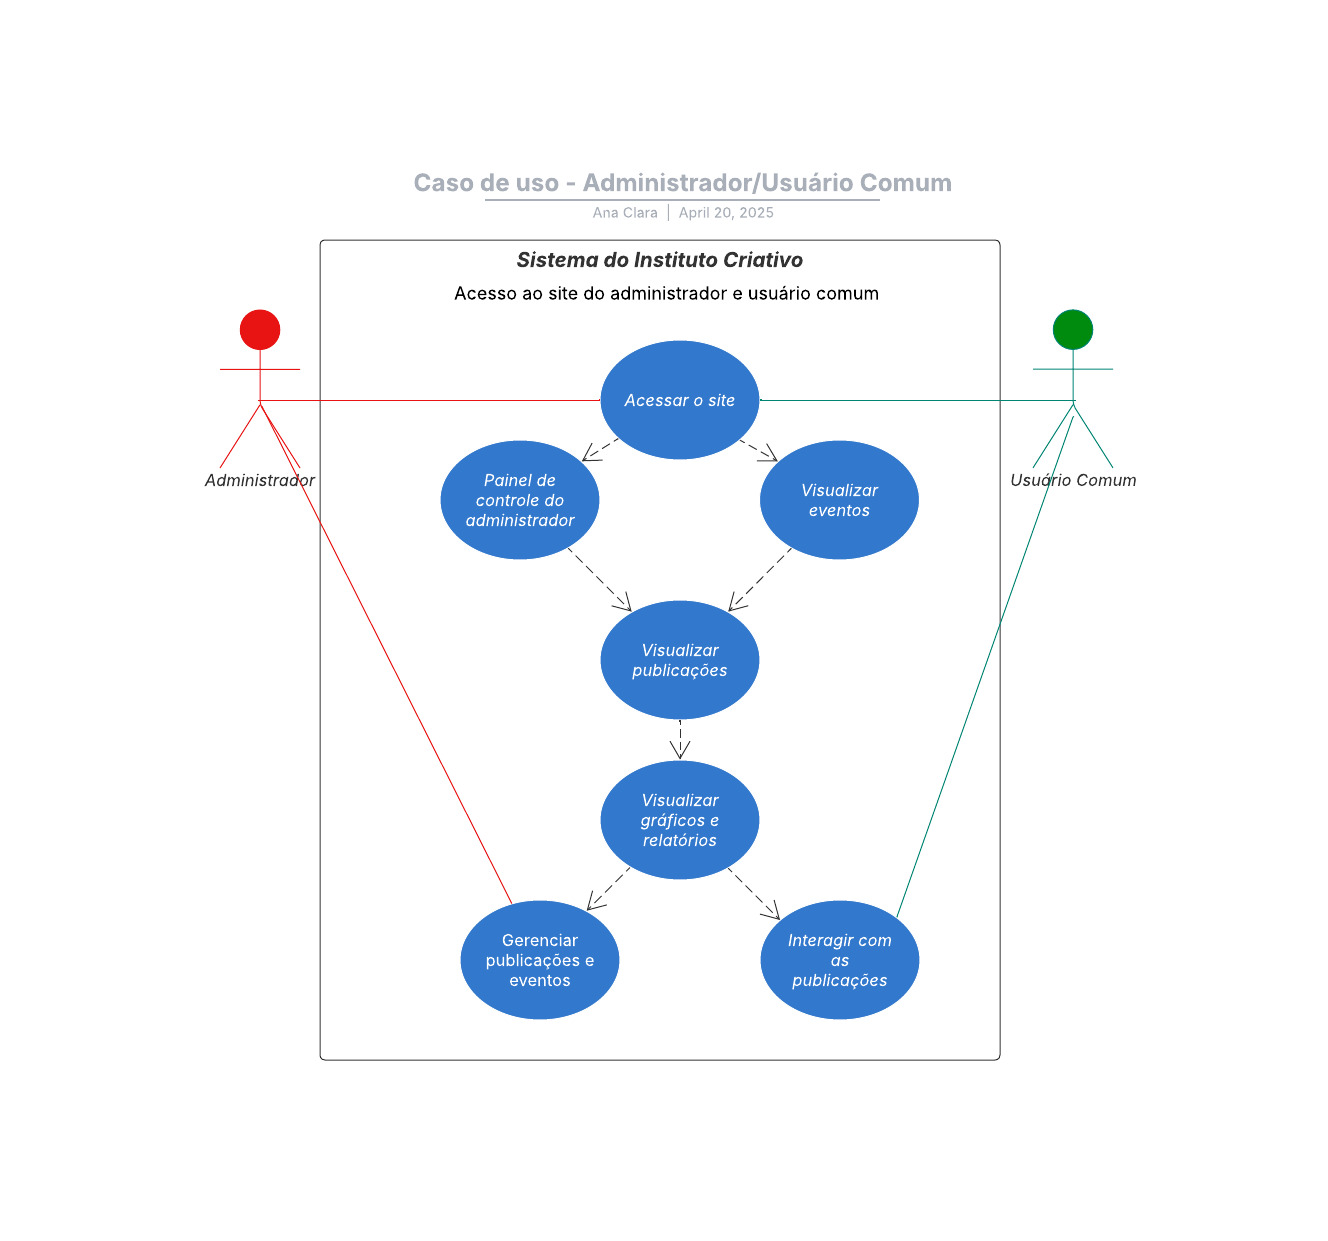 Caso de uso - Administrador/Usuário Comum
Ana Clara | April 20, 2025
Sistema do Instituto Criativo
Acesso ao site do administrador e usuário comum
Acessar o site
Administrador
Painel de
controle do
administrador
Visualizar
eventos
Usuário Comum
Visualizar
publicações
Visualizar
gráficos e
relatórios
Gerenciar
publicações e
eventos
Interagir com
as
publicações